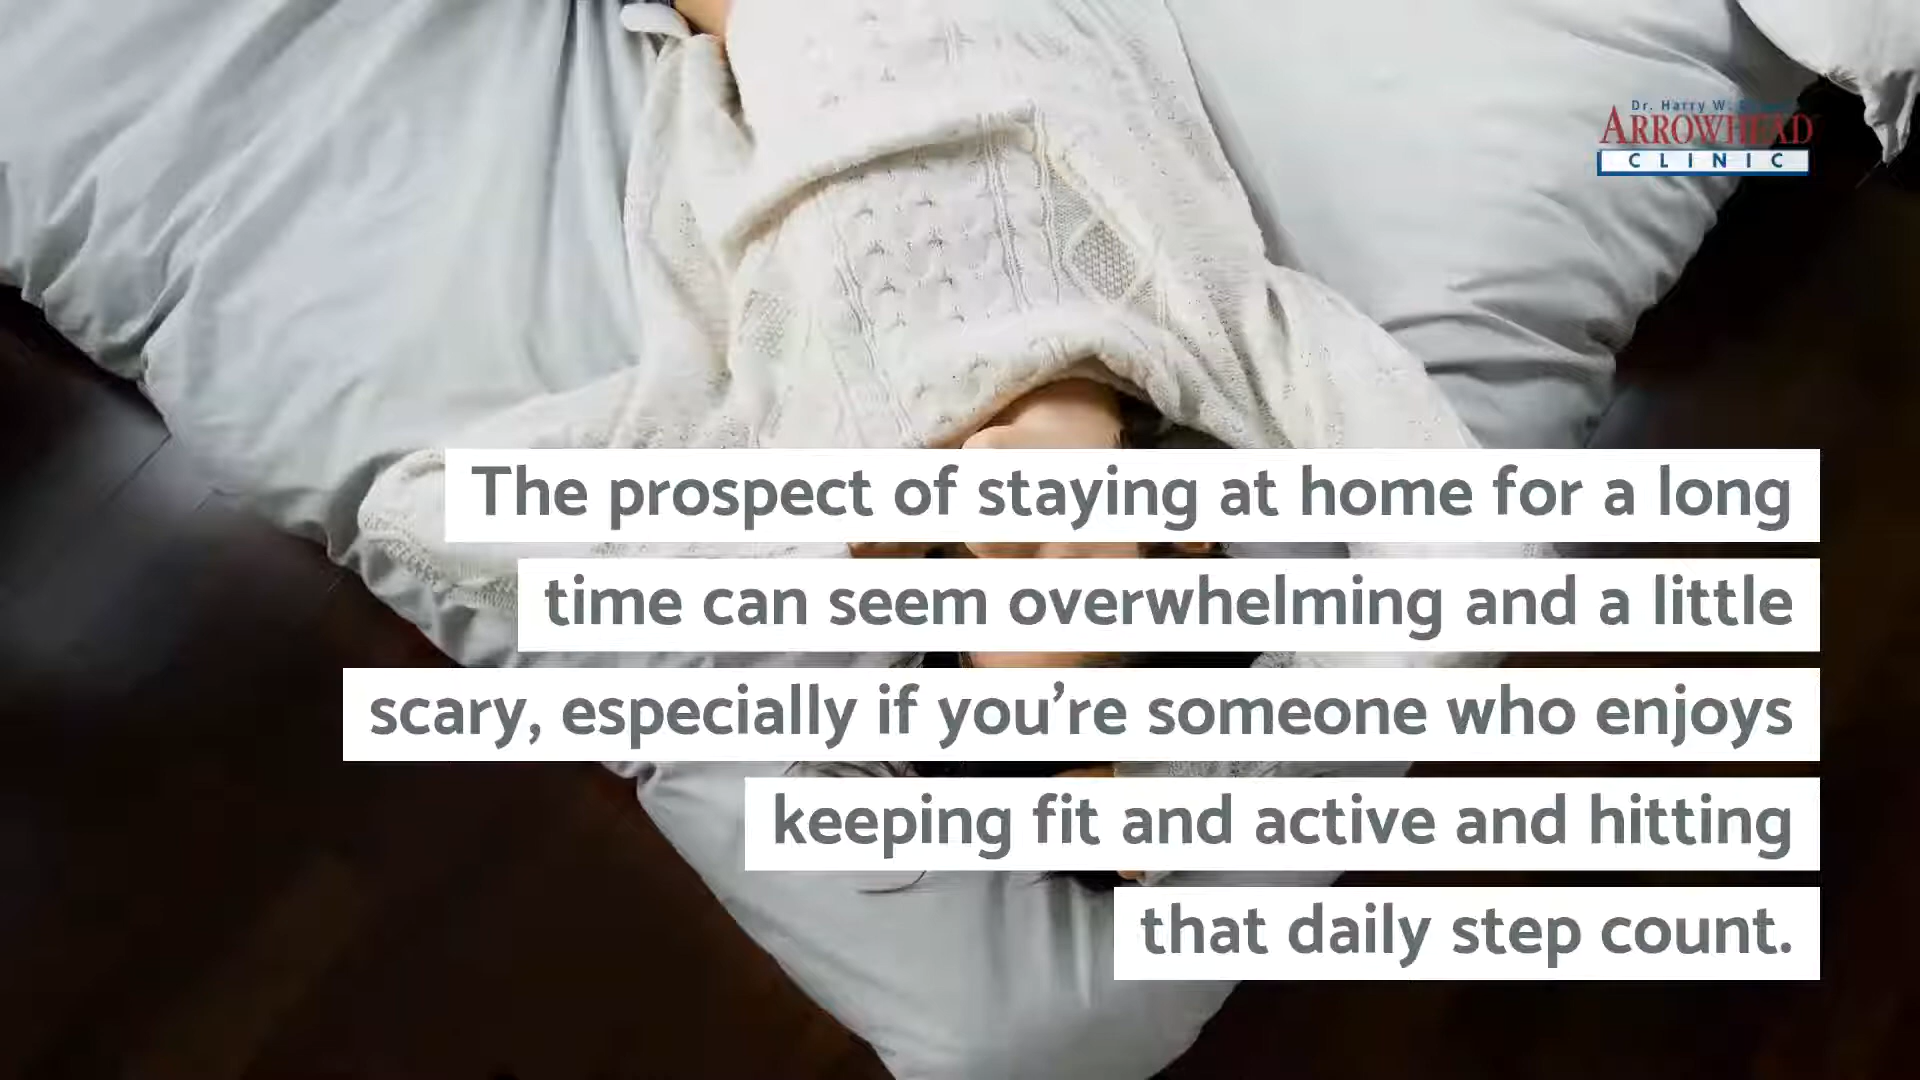 Dr. Harry W.
ARROWHEAD
CLINIC
The prospect of staying at home for a long
time can seem overwhelming and a little
scary, especially if you’re someone who enjoys
keeping fit and active and hitting
that daily step count.